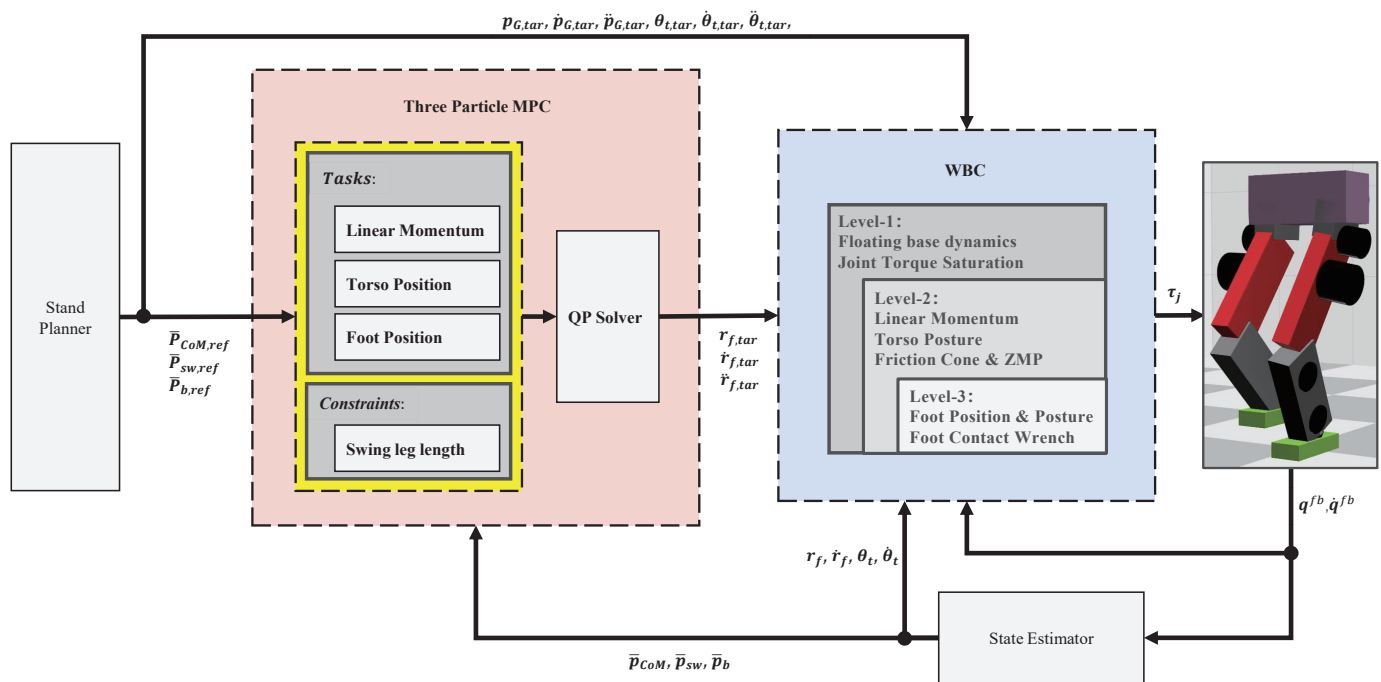 p_{G,tar}, ṗ_{G,tar}, p̈_{G,tar}, θ_{t,tar}, θ̇_{t,tar}, θ̈_{t,tar},
Stand
Planner
P̅_{CoM,ref}
P̅_{sw,ref}
P̅_{b,ref}
Three Particle MPC
Tasks:
Linear Momentum
Torso Position
Foot Position
Constraints:
Swing leg length
QP Solver
r_{f,tar}
ṙ_{f,tar}
r̈_{f,tar}
WBC
Level-1:
Floating base dynamics
Joint Torque Saturation
Level-2:
Linear Momentum
Torso Posture
Friction Cone & ZMP
Level-3:
Foot Position & Posture
Foot Contact Wrench
τ_j
q^{fb}, q̇^{fb}
r_f, ṙ_f, θ_t, θ̇_t
State Estimator
p̅_{CoM}, p̅_{sw}, p̅_b